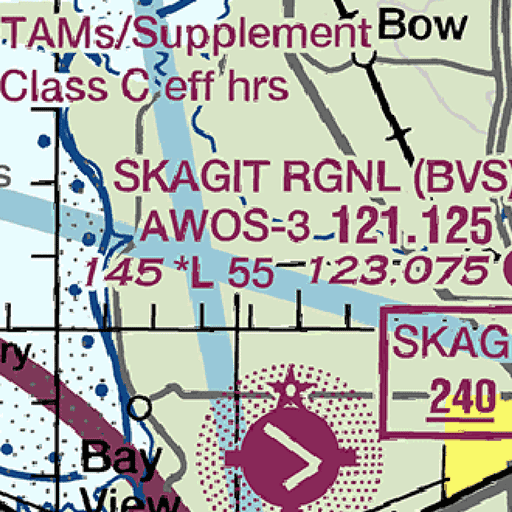 TAMs/Supplement
Bow
Class C eff hrs
SKAGIT RGNL (BVS)
AWOS-3 121.125
145 *L 55 123.075
SKAG
ry
240
Bay
View